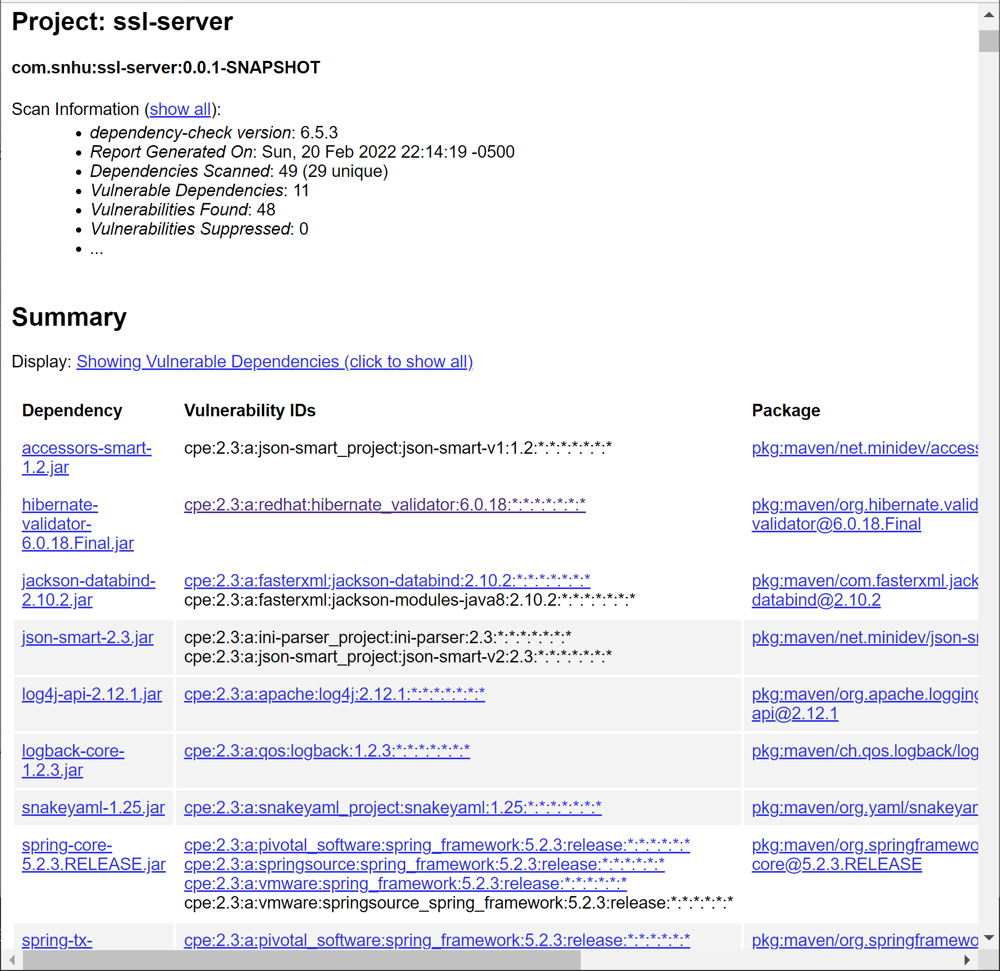 Project: ssl-server
com.snhu:ssl-server:0.0.1-SNAPSHOT
Scan Information (show all):
• dependency-check version: 6.5.3
• Report Generated On: Sun, 20 Feb 2022 22:14:19 -0500
• Dependencies Scanned: 49 (29 unique)
• Vulnerable Dependencies: 11
• Vulnerabilities Found: 48
• Vulnerabilities Suppressed: 0
• ...
Summary
Display: Showing Vulnerable Dependencies (click to show all)
Dependency Vulnerability IDs Package
accessors-smart- cpe:2.3:a:json-smart_project:json-smart-v1:1.2:*:*:*:*:*:*:* pkg:maven/net.minidev/access
1.2.jar
hibernate- cpe:2.3:a:redhat:hibernate_validator:6.0.18:*:*:*:*:*:*:* pkg:maven/org.hibernate.valid
validator- validator@6.0.18.Final
6.0.18.Final.jar
jackson-databind- cpe:2.3:a:fasterxml:jackson-databind:2.10.2:*:*:*:*:*:*:* pkg:maven/com.fasterxml.jack
2.10.2.jar cpe:2.3:a:fasterxml:jackson-modules-java8:2.10.2:*:*:*:*:*:*:* databind@2.10.2
json-smart-2.3.jar cpe:2.3:a:ini-parser_project:ini-parser:2.3:*:*:*:*:*:*:* pkg:maven/net.minidev/json-s
cpe:2.3:a:json-smart_project:json-smart-v2:2.3:*:*:*:*:*:*:*
log4j-api-2.12.1.jar cpe:2.3:a:apache:log4j:2.12.1:*:*:*:*:*:*:* pkg:maven/org.apache.logging
api@2.12.1
logback-core- cpe:2.3:a:qos:logback:1.2.3:*:*:*:*:*:*:* pkg:maven/ch.qos.logback/log
1.2.3.jar
snakeyaml-1.25.jar cpe:2.3:a:snakeyaml_project:snakeyaml:1.25:*:*:*:*:*:*:* pkg:maven/org.yaml/snakeya
spring-core- cpe:2.3:a:pivotal_software:spring_framework:5.2.3:release:*:*:*:*:*:* pkg:maven/org.springframewo
5.2.3.RELEASE.jar cpe:2.3:a:springsource:spring_framework:5.2.3:release:*:*:*:*:*:* core@5.2.3.RELEASE
cpe:2.3:a:vmware:spring_framework:5.2.3:release:*:*:*:*:*:*
cpe:2.3:a:vmware:springsource_spring_framework:5.2.3:release:*:*:*:*:*:*
spring-tx- cpe:2.3:a:pivotal_software:spring_framework:5.2.3:release:*:*:*:*:*:* pkg:maven/org.springframewo